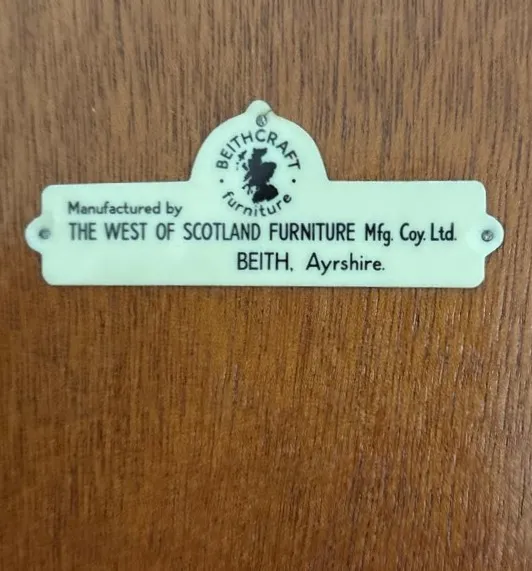 BEITHCRAFT
furniture
Manufactured by
THE WEST OF SCOTLAND FURNITURE Mfg. Coy. Ltd.
BEITH, Ayrshire.